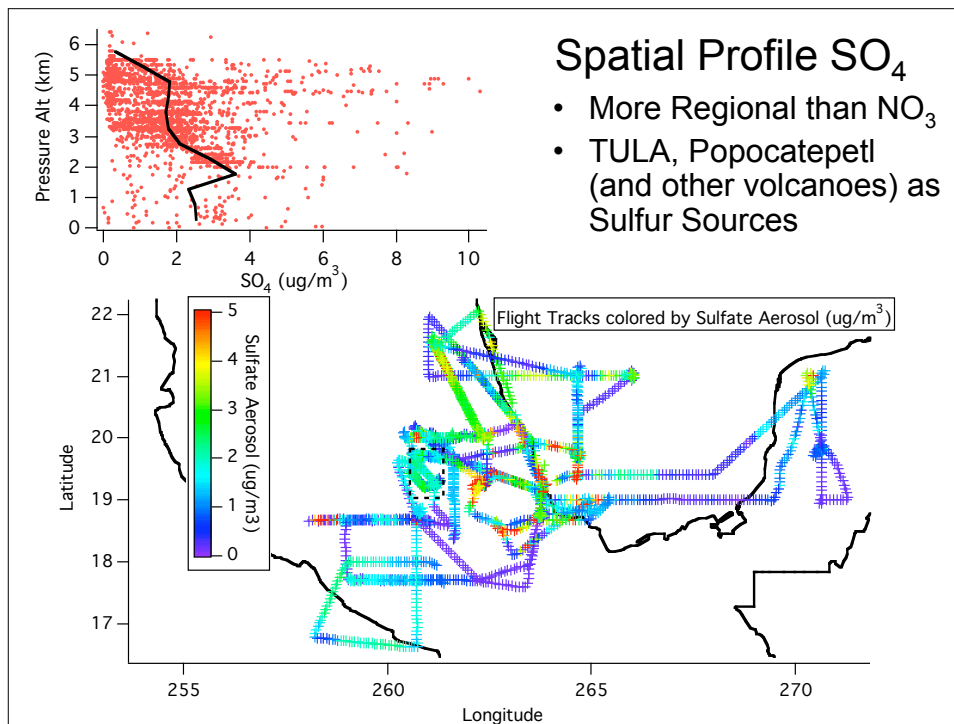 Spatial Profile SO₄
• More Regional than NO₃
• TULA, Popocatepetl
(and other volcanoes) as
Sulfur Sources
Pressure Alt (km)
6
5
4
3
2
1
0
0 2 4 6 8 10
SO₄ (ug/m³)
Flight Tracks colored by Sulfate Aerosol (ug/m³)
Sulfate Aerosol (ug/m3)
5
4
3
2
1
0
Latitude
22
21
20
19
18
17
255 260 265 270
Longitude